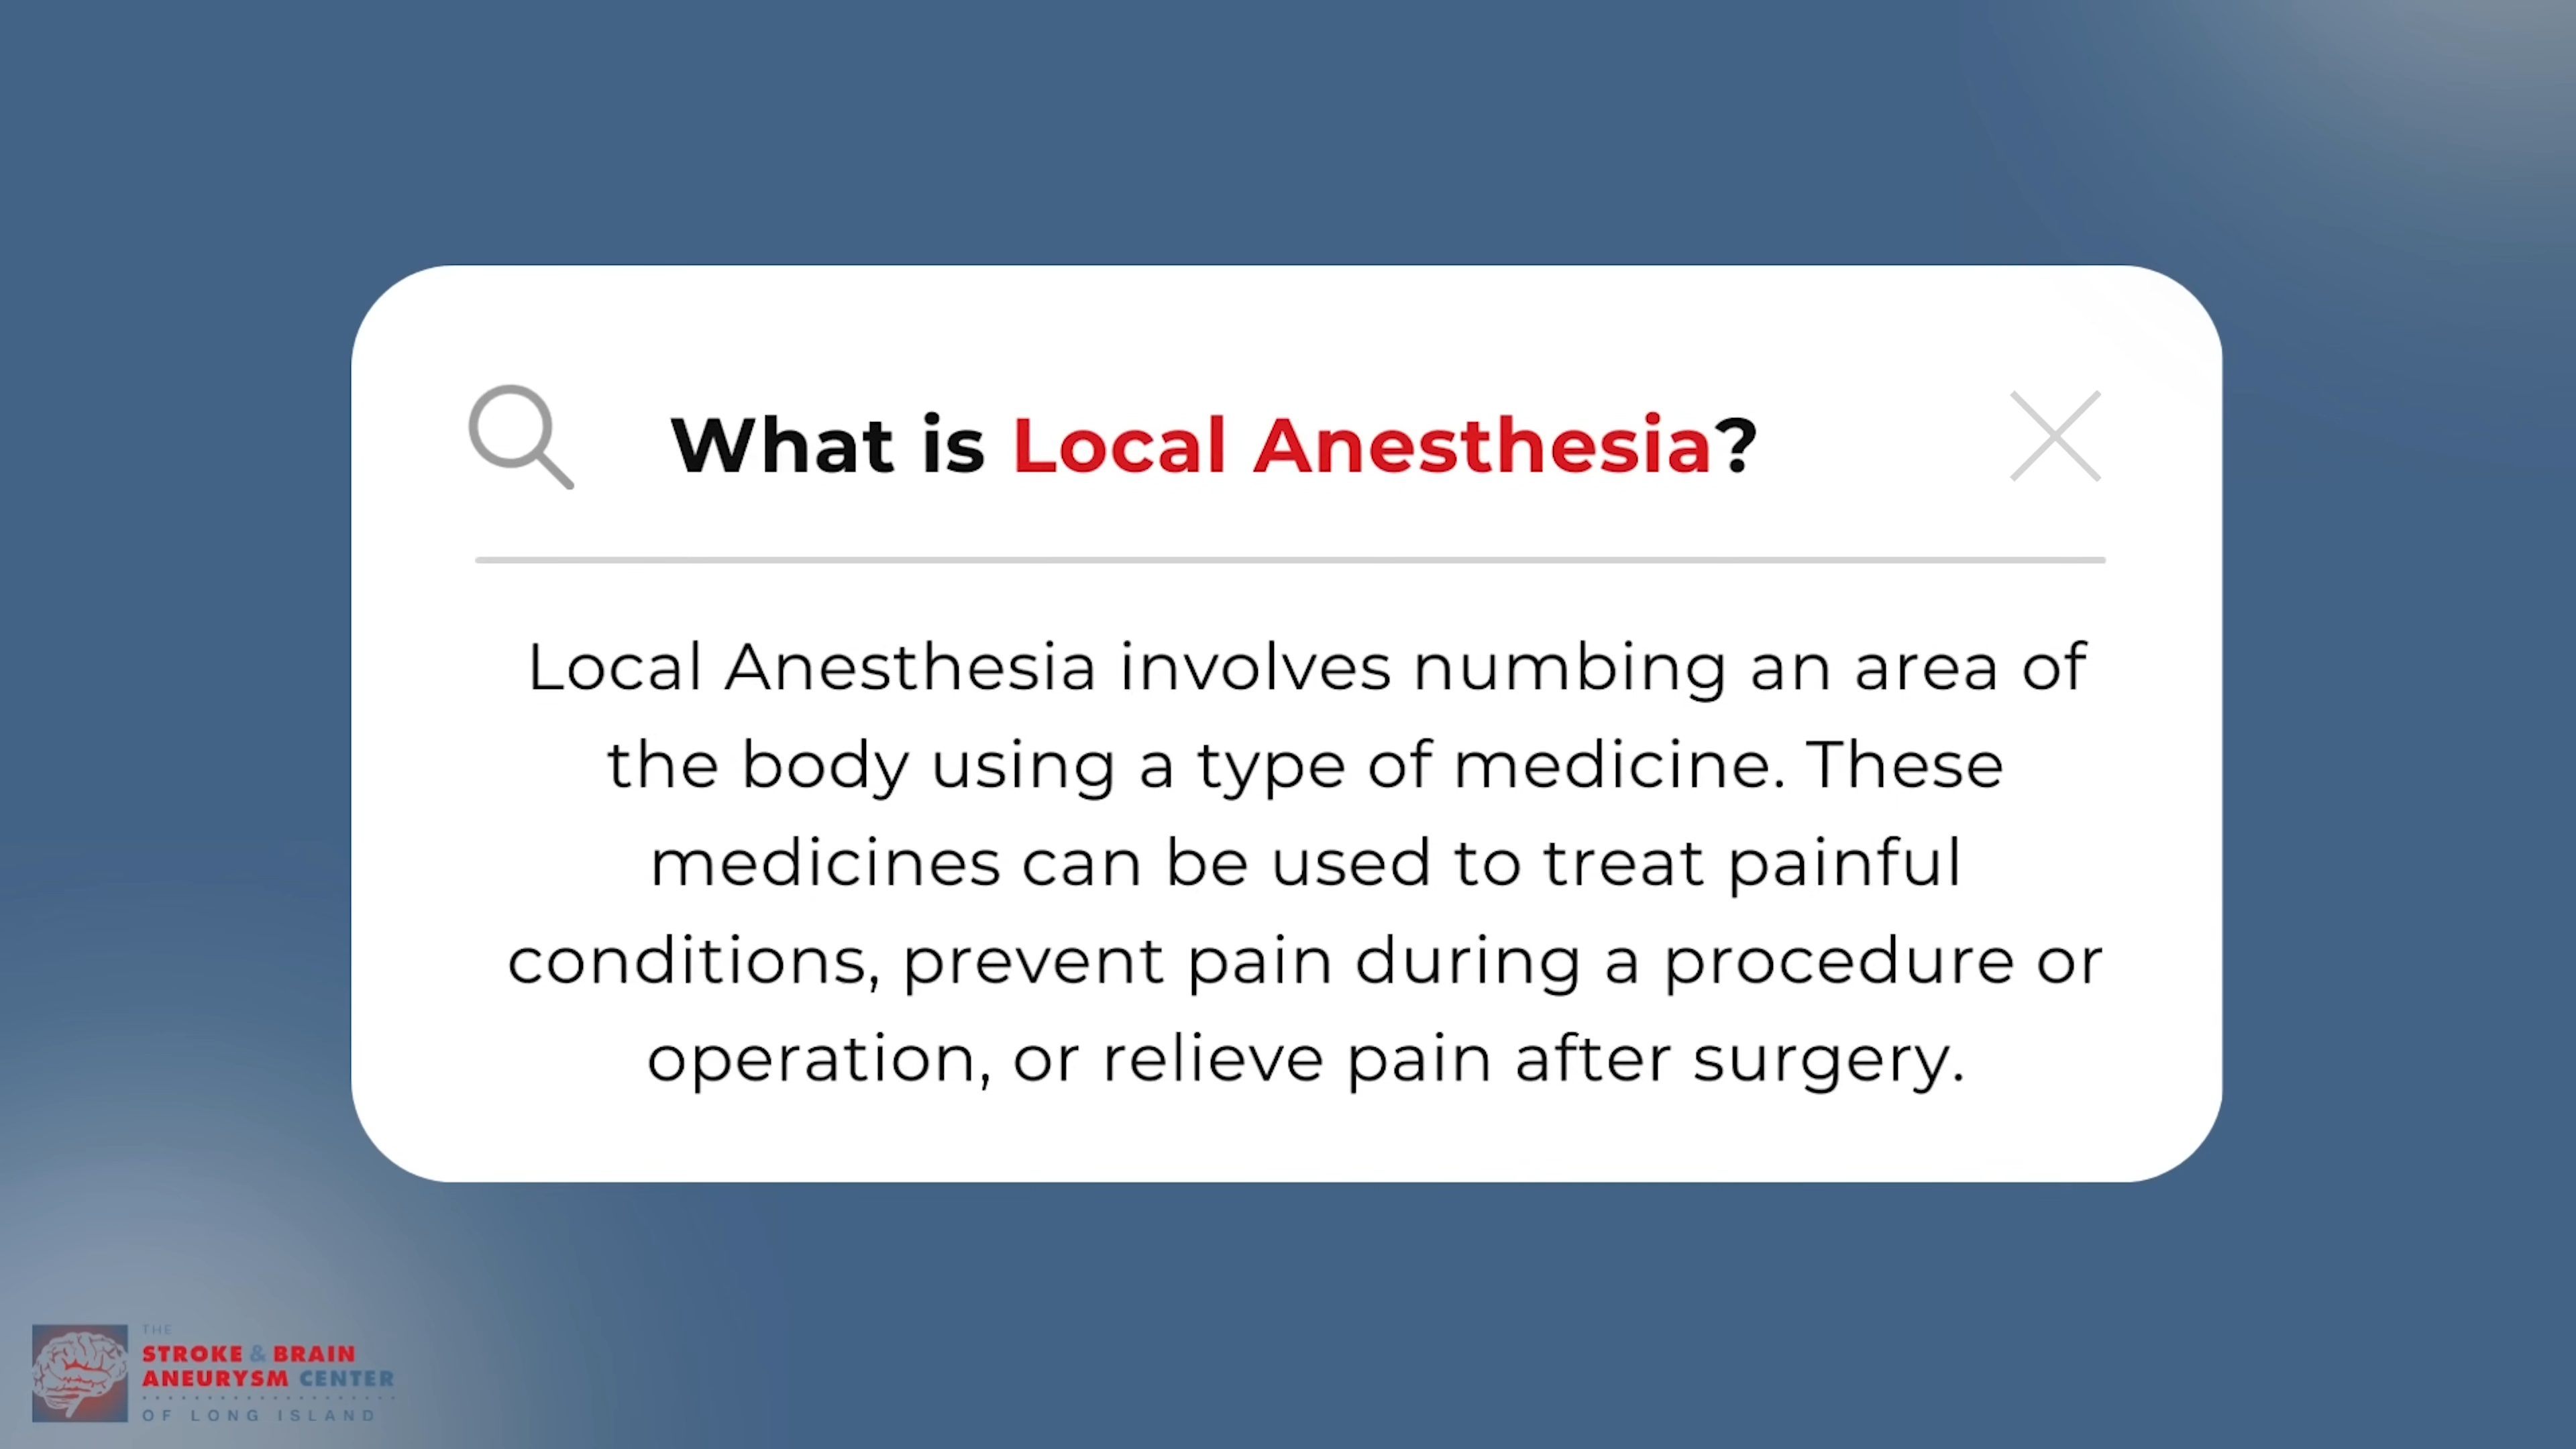 What is Local Anesthesia?
Local Anesthesia involves numbing an area of
the body using a type of medicine. These
medicines can be used to treat painful
conditions, prevent pain during a procedure or
operation, or relieve pain after surgery.
THE
STROKE & BRAIN
ANEURYSM CENTER
OF LONG ISLAND